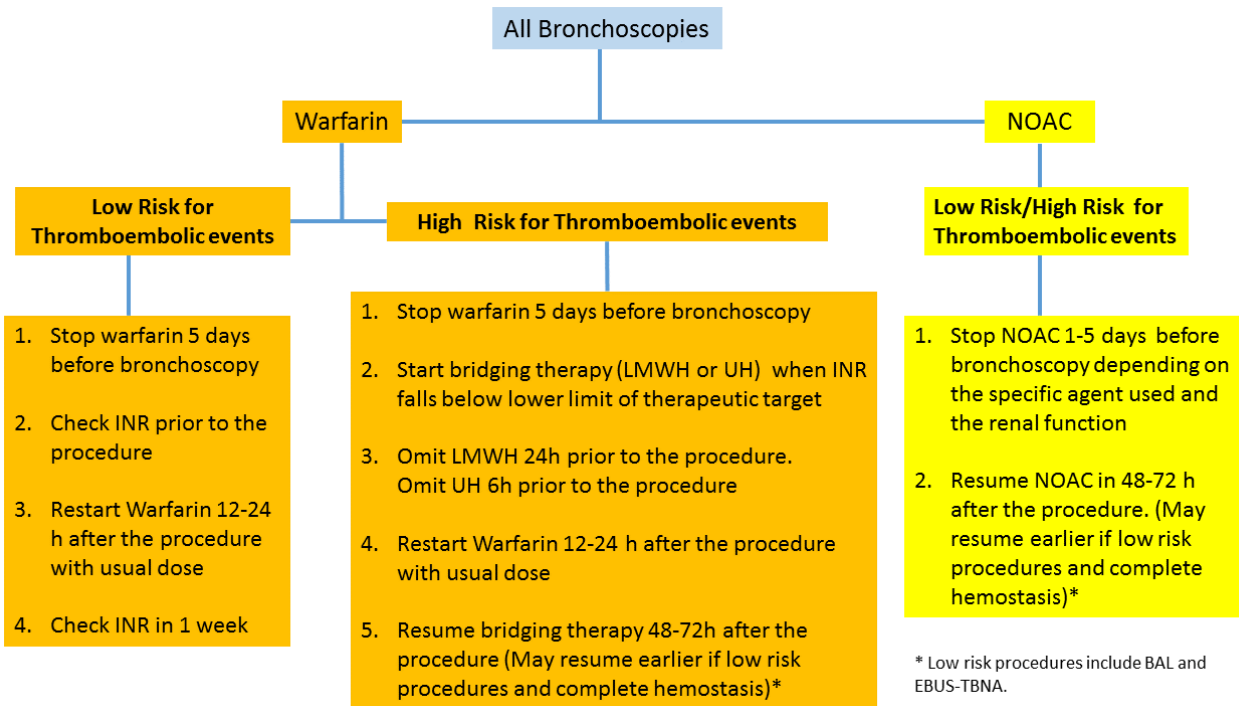 All Bronchoscopies
Warfarin
NOAC
Low Risk for
Thromboembolic events
High Risk for Thromboembolic events
Low Risk/High Risk for
Thromboembolic events
1. Stop warfarin 5 days
before bronchoscopy
2. Check INR prior to the
procedure
3. Restart Warfarin 12-24
h after the procedure
with usual dose
4. Check INR in 1 week
1. Stop warfarin 5 days before bronchoscopy
2. Start bridging therapy (LMWH or UH) when INR
falls below lower limit of therapeutic target
3. Omit LMWH 24h prior to the procedure.
Omit UH 6h prior to the procedure
4. Restart Warfarin 12-24 h after the procedure
with usual dose
5. Resume bridging therapy 48-72h after the
procedure (May resume earlier if low risk
procedures and complete hemostasis)*
1. Stop NOAC 1-5 days before
bronchoscopy depending on
the specific agent used and
the renal function
2. Resume NOAC in 48-72 h
after the procedure. (May
resume earlier if low risk
procedures and complete
hemostasis)*
* Low risk procedures include BAL and
EBUS-TBNA.